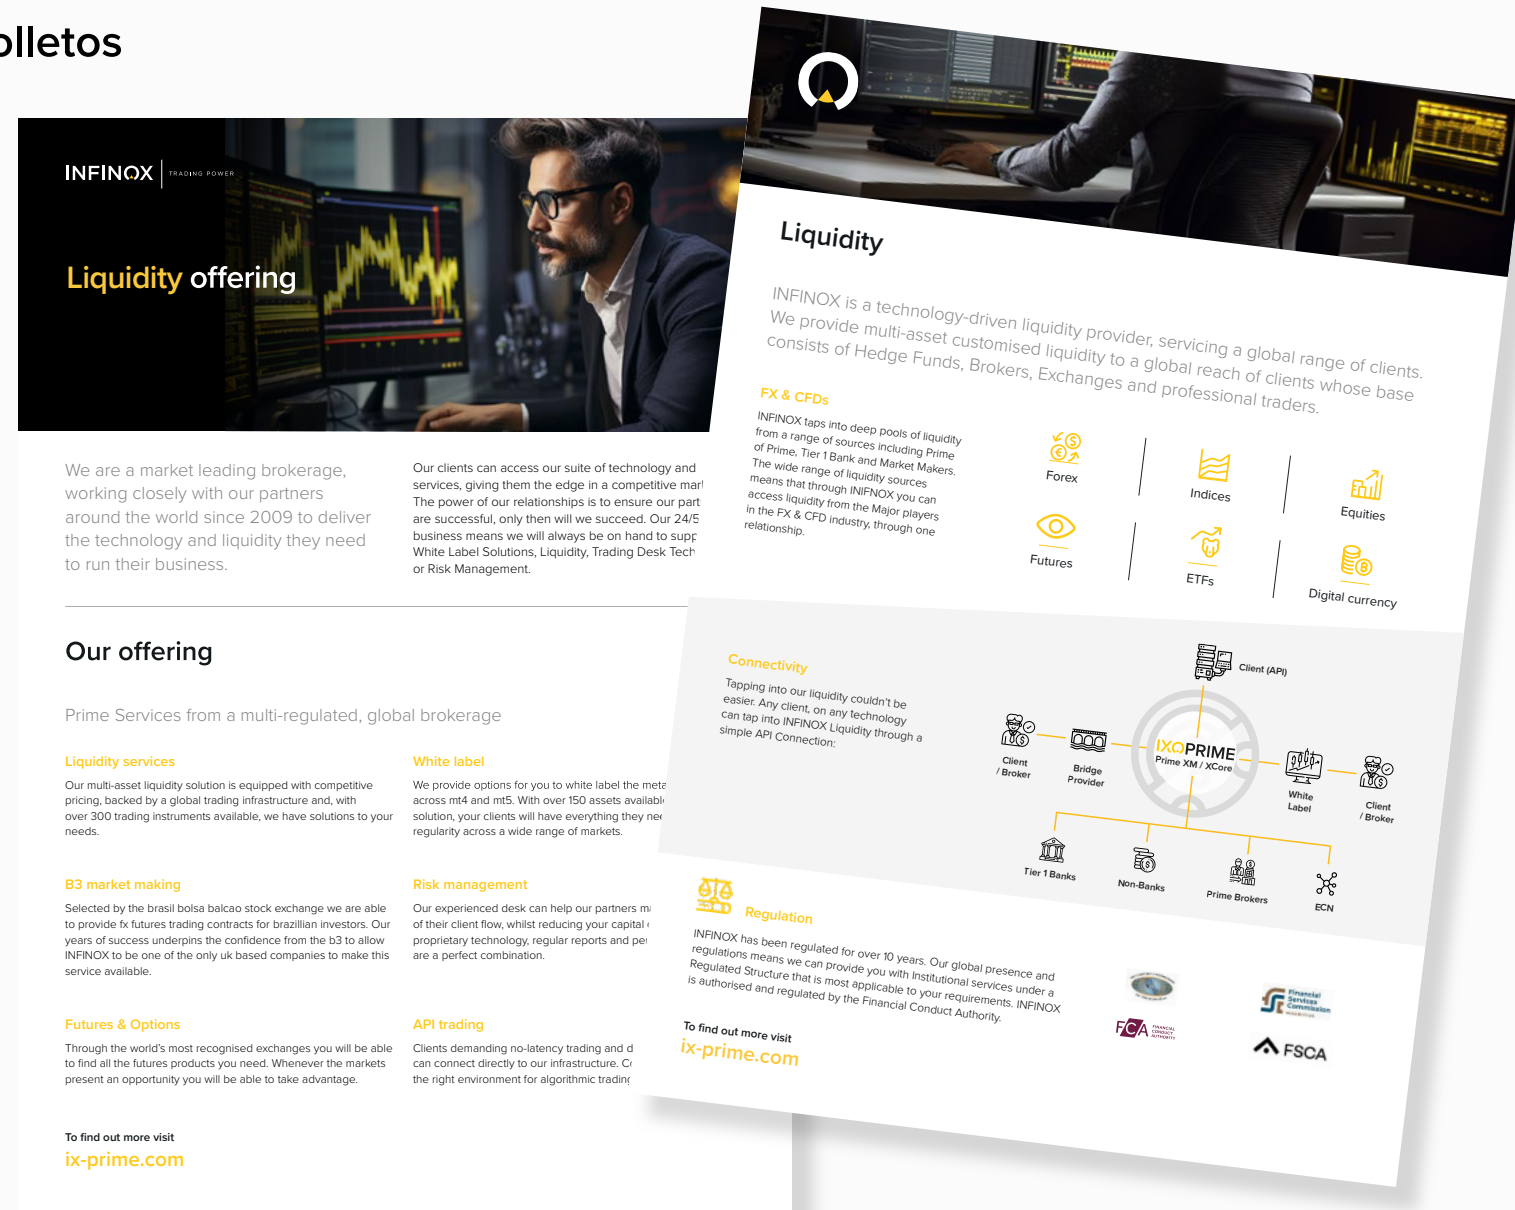 olletos
INFINOX
TRADING POWER
Liquidity offering
We are a market leading brokerage,
working closely with our partners
around the world since 2009 to deliver
the technology and liquidity they need
to run their business.
Our clients can access our suite of technology and
services, giving them the edge in a competitive mar
The power of our relationships is to ensure our part
are successful, only then will we succeed. Our 24/5
business means we will always be on hand to supp
White Label Solutions, Liquidity, Trading Desk Tech
or Risk Management.
Our offering
Prime Services from a multi-regulated, global brokerage
Liquidity services
Our multi-asset liquidity solution is equipped with competitive
pricing, backed by a global trading infrastructure and, with
over 300 trading instruments available, we have solutions to your
needs.
White label
We provide options for you to white label the meta
across mt4 and mt5. With over 150 assets available
solution, your clients will have everything they nee
regularity across a wide range of markets.
B3 market making
Selected by the brasil bolsa balcao stock exchange we are able
to provide fx futures trading contracts for brazillian investors. Our
years of success underpins the confidence from the b3 to allow
INFINOX to be one of the only uk based companies to make this
service available.
Risk management
Our experienced desk can help our partners m
of their client flow, whilst reducing your capital
proprietary technology, regular reports and per
are a perfect combination.
Futures & Options
Through the world's most recognised exchanges you will be able
to find all the futures products you need. Whenever the markets
present an opportunity you will be able to take advantage.
API trading
Clients demanding no-latency trading and d
can connect directly to our infrastructure. Co
the right environment for algorithmic trading
To find out more visit
ix-prime.com
Liquidity
INFINOX is a technology-driven liquidity provider, servicing a global range of clients.
We provide multi-asset customised liquidity to a global reach of clients whose base
consists of Hedge Funds, Brokers, Exchanges and professional traders.
FX & CFDs
INFINOX taps into deep pools of liquidity
from a range of sources including Prime
of Prime, Tier 1 Bank and Market Makers.
The wide range of liquidity sources
means that through INIFNOX you can
access liquidity from the Major players
in the FX & CFD industry, through one
relationship.
Forex
Indices
Equities
Futures
ETFs
Digital currency
Connectivity
Tapping into our liquidity couldn't be
easier. Any client, on any technology
can tap into INFINOX Liquidity through a
simple API Connection:
Client (API)
Client
/ Broker
Bridge
Provider
IXOPRIME
Prime XM / XCore
White
Label
Client
/ Broker
Tier 1 Banks
Non-Banks
Prime Brokers
ECN
Regulation
INFINOX has been regulated for over 10 years. Our global presence and
regulations means we can provide you with Institutional services under a
Regulated Structure that is most applicable to your requirements. INFINOX
is authorised and regulated by the Financial Conduct Authority.
To find out more visit
ix-prime.com
Financial
Services
Commission
FCA
FINANCIAL
CONDUCT
AUTHORITY
FSCA